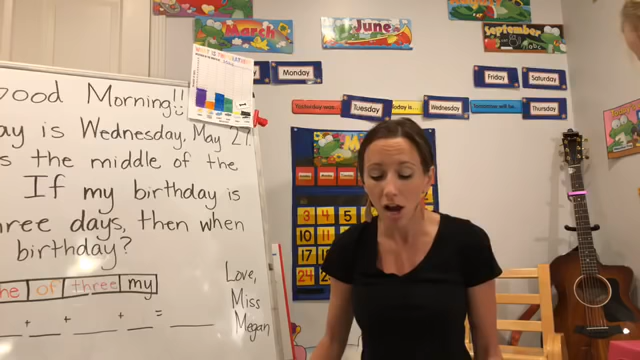 March
June
September
Monday
Friday
Saturday
Yesterday was
Tuesday
Today is
Wednesday
Tomorrow will be
Thursday
ood Morning!!
ay is Wednesday, May 27.
s the middle of the
If my birthday is
hree days, then when
birthday?
he of three my
+ + + = 
Love,
Miss
Megan
3 4 5
10 11
17
24